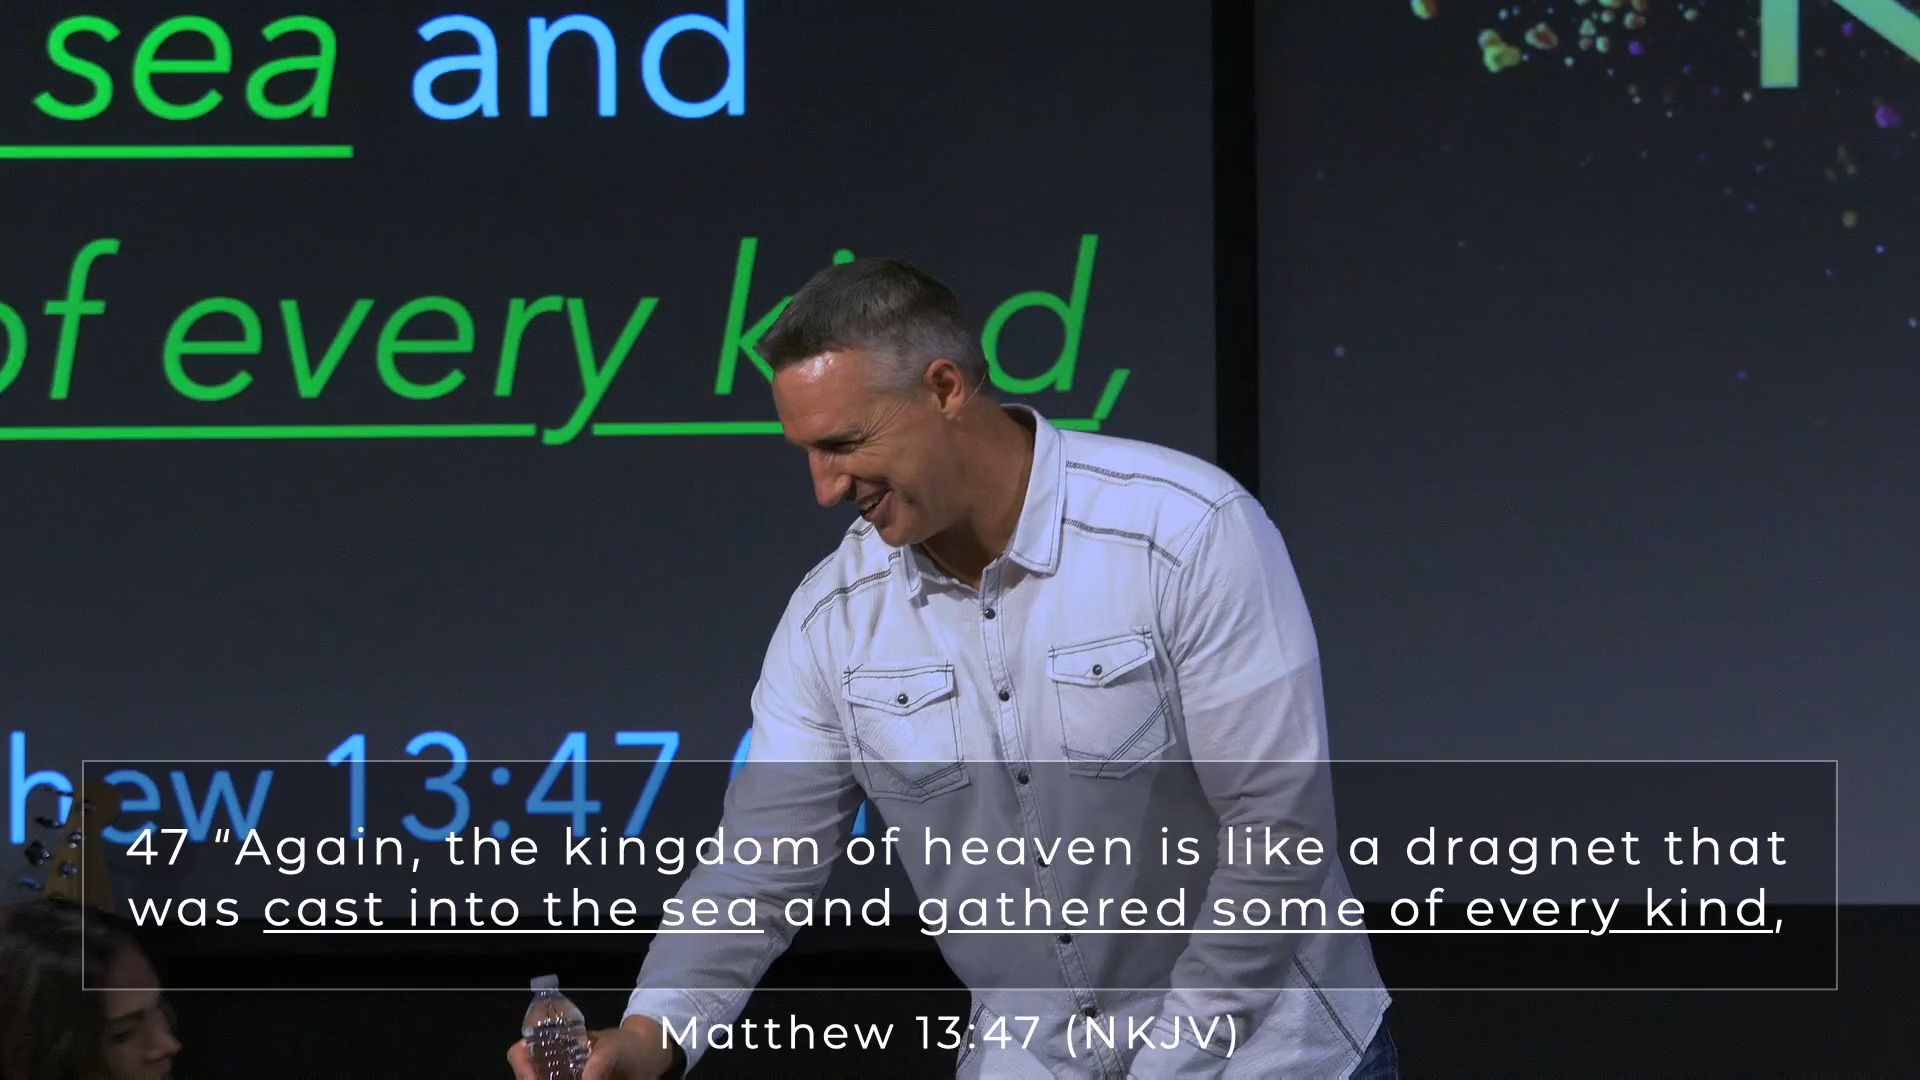 sea and
of every k d,
hew 13:47
47 “Again, the kingdom of heaven is like a dragnet that
was cast into the sea and gathered some of every kind,
Matthew 13:47 (NKJV)